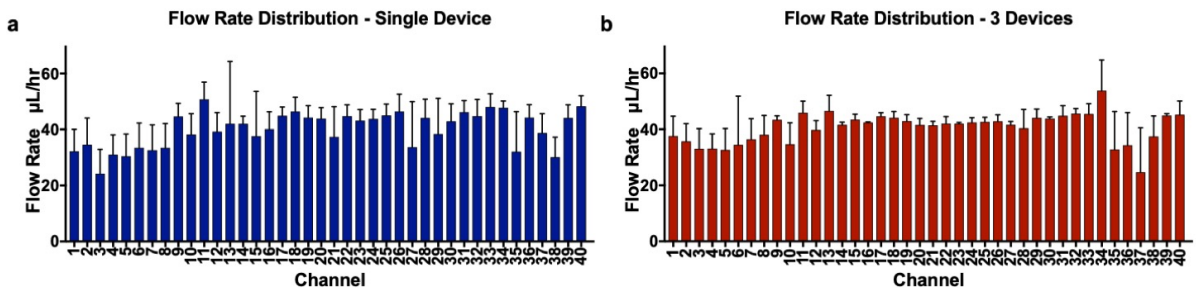 a
Flow Rate Distribution - Single Device
Flow Rate µL/hr
60
40
20
0
1 2 3 4 5 6 7 8 9 10 11 12 13 14 15 16 17 18 19 20 21 22 23 24 25 26 27 28 29 30 31 32 33 34 35 36 37 38 39 40
Channel
b
Flow Rate Distribution - 3 Devices
Flow Rate µL/hr
60
40
20
0
1 2 3 4 5 6 7 8 9 10 11 12 13 14 15 16 17 18 19 20 21 22 23 24 25 26 27 28 29 30 31 32 33 34 35 36 37 38 39 40
Channel